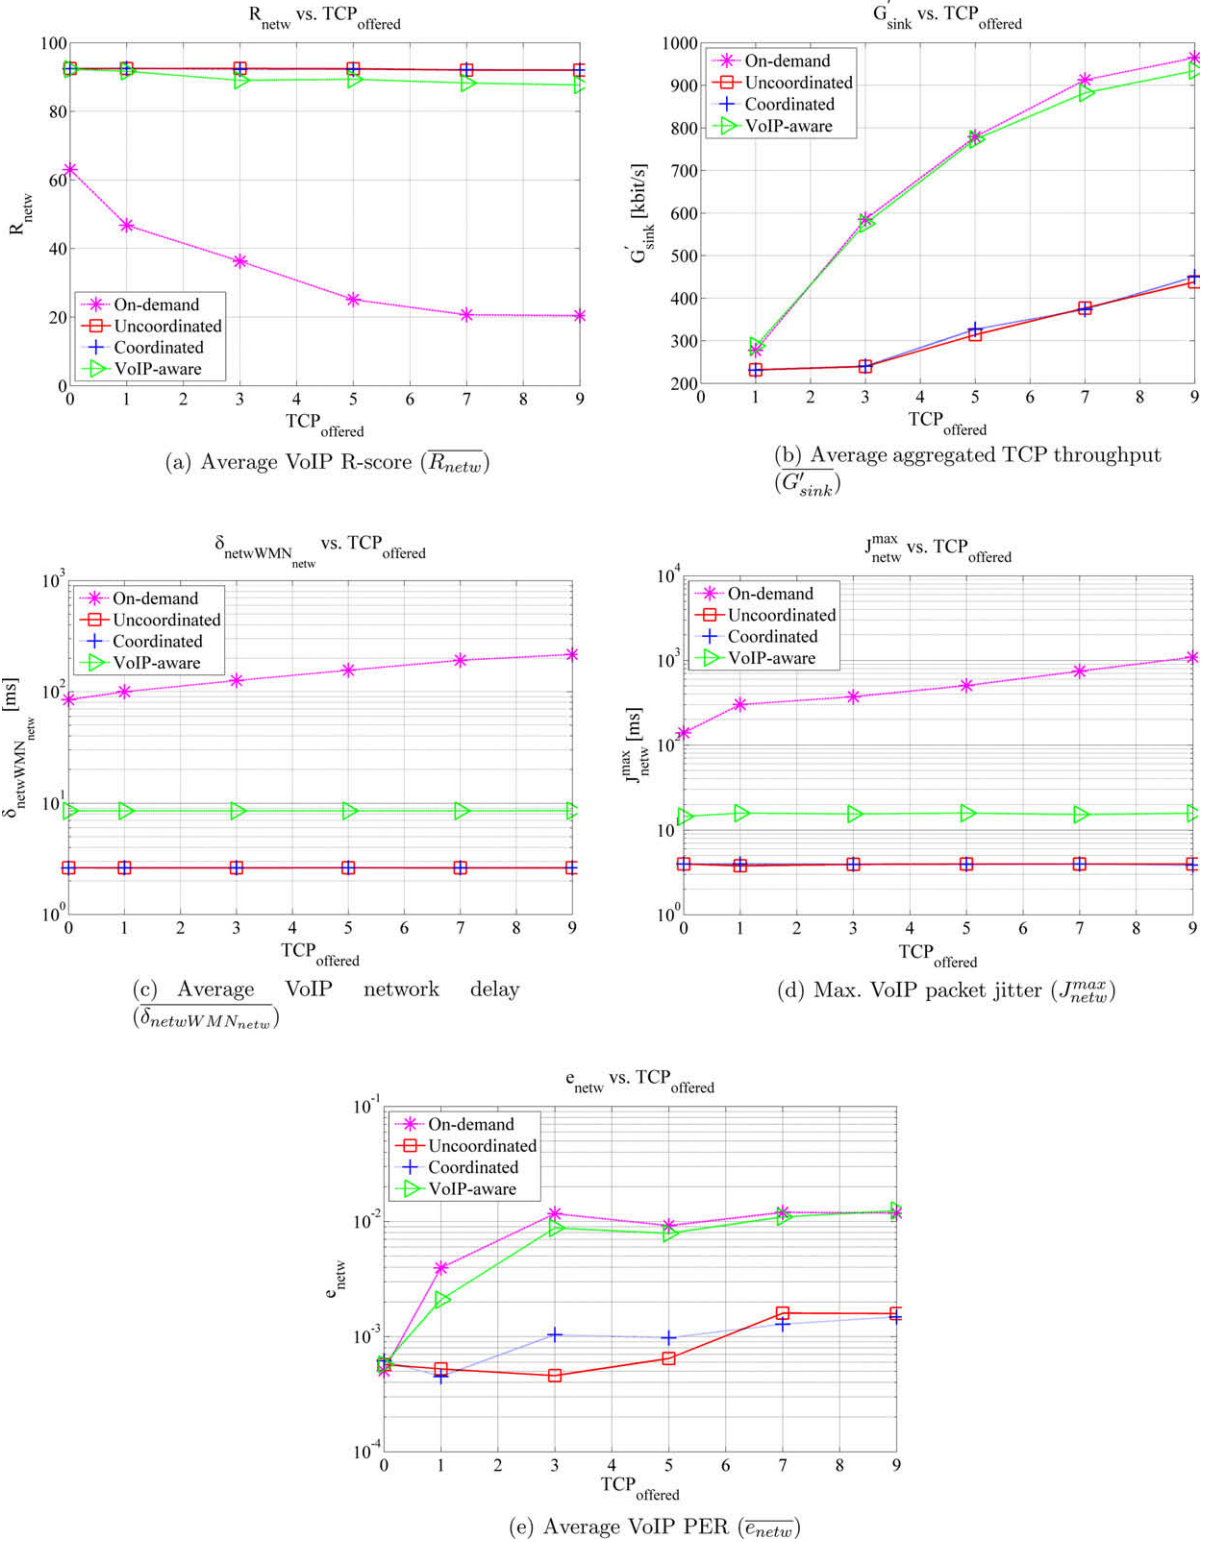 R_netw vs. TCP_offered
100
80
60
40
20
0
R_netw
On-demand
Uncoordinated
Coordinated
VoIP-aware
0 1 2 3 4 5 6 7 8 9
TCP_offered
(a) Average VoIP R-score (R_netw)
G'_sink vs. TCP_offered
1000
900
800
700
600
500
400
300
200
G'_sink [kbit/s]
On-demand
Uncoordinated
Coordinated
VoIP-aware
0 1 2 3 4 5 6 7 8 9
TCP_offered
(b) Average aggregated TCP throughput
(G'_sink)
δ_netwWMN_netw vs. TCP_offered
10^3
10^2
10^1
10^0
δ_netwWMN_netw [ms]
On-demand
Uncoordinated
Coordinated
VoIP-aware
0 1 2 3 4 5 6 7 8 9
TCP_offered
(c) Average VoIP network delay
(δ_netwWMN_netw)
J_netw^max vs. TCP_offered
10^4
10^3
10^2
10^1
10^0
J_netw^max [ms]
On-demand
Uncoordinated
Coordinated
VoIP-aware
0 1 2 3 4 5 6 7 8 9
TCP_offered
(d) Max. VoIP packet jitter (J_netw^max)
e_netw vs. TCP_offered
10^-1
10^-2
10^-3
10^-4
e_netw
On-demand
Uncoordinated
Coordinated
VoIP-aware
0 1 2 3 4 5 6 7 8 9
TCP_offered
(e) Average VoIP PER (e_netw)